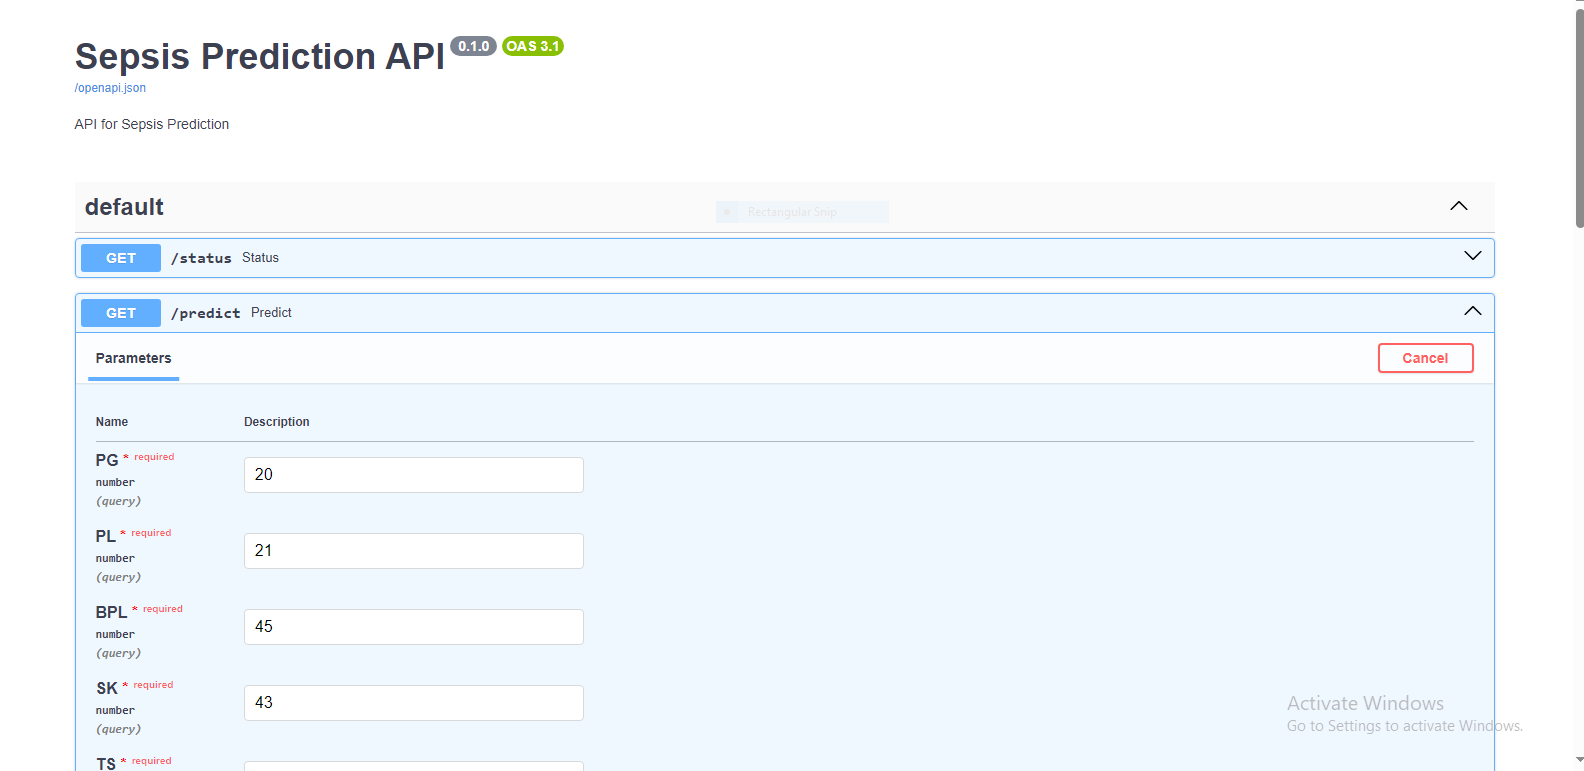 Sepsis Prediction API 0.1.0 OAS 3.1
/openapi.json
API for Sepsis Prediction
default
Rectangular Snip
GET /status Status
GET /predict Predict
Parameters
Cancel
Name Description
PG * required
number
(query)
20
PL * required
number
(query)
21
BPL * required
number
(query)
45
SK * required
number
(query)
43
TS * required
Activate Windows
Go to Settings to activate Windows.